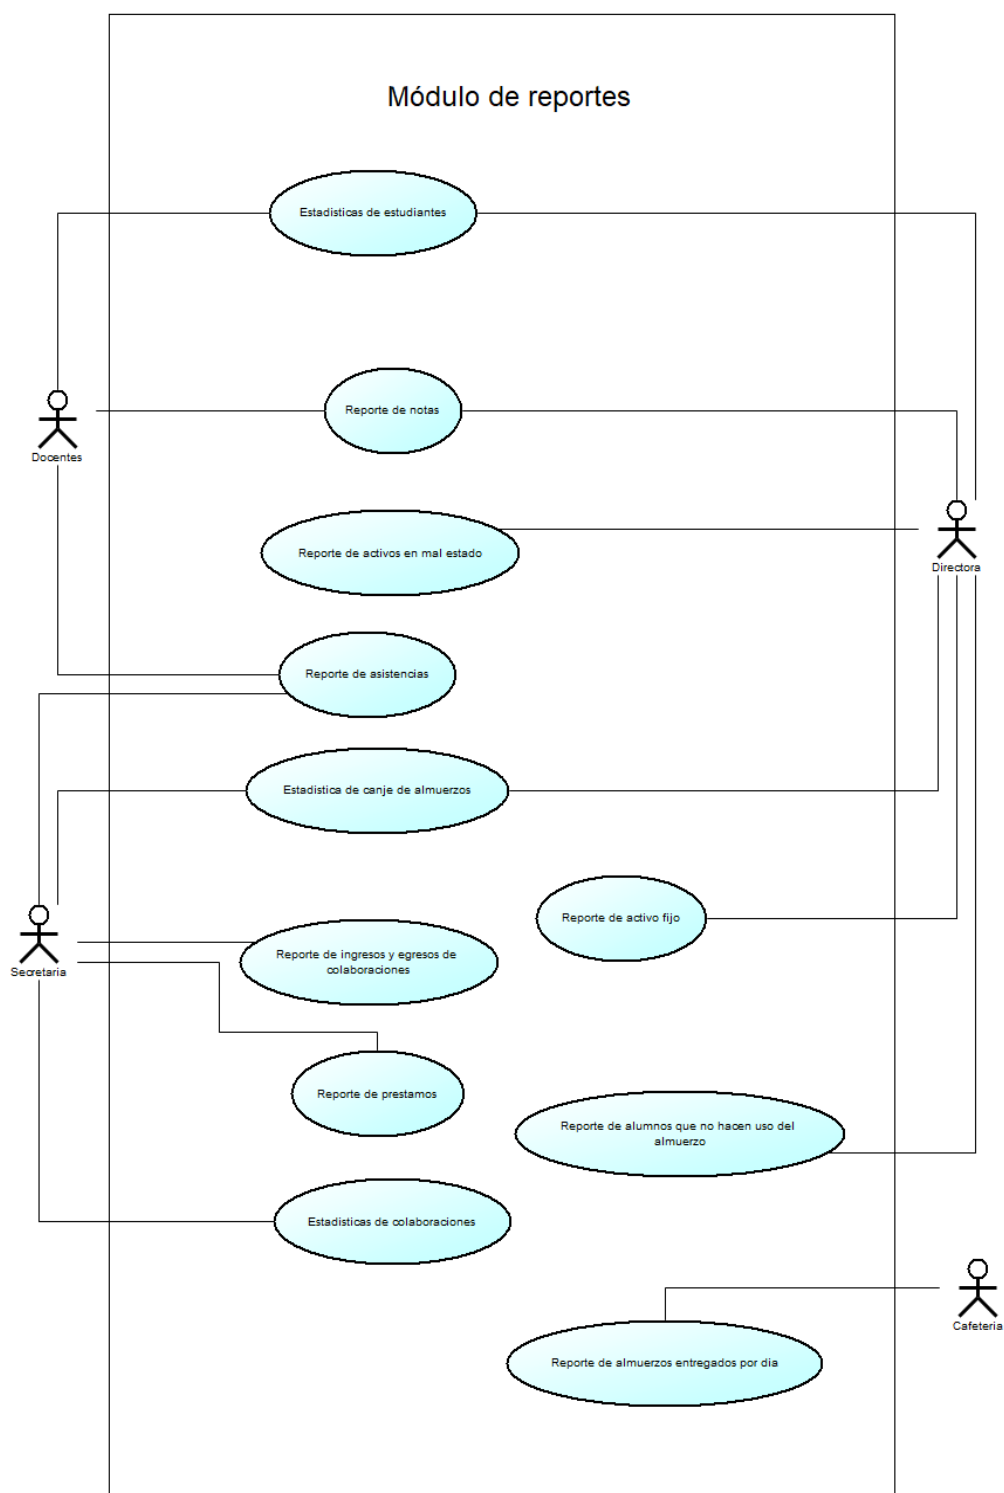 Módulo de reportes
Estadisticas de estudiantes
Reporte de notas
Docentes
Reporte de activos en mal estado
Directora
Reporte de asistencias
Estadistica de canje de almuerzos
Reporte de activo fijo
Secretaria
Reporte de ingresos y egresos de
colaboraciones
Reporte de prestamos
Reporte de alumnos que no hacen uso del
almuerzo
Estadisticas de colaboraciones
Cafeteria
Reporte de almuerzos entregados por dia